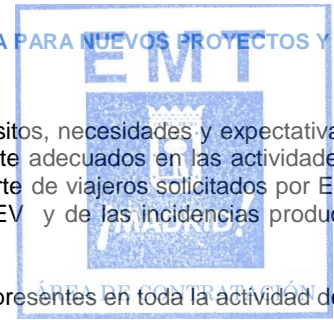 A PARA NUEVOS PROYECTOS Y
EMT
sitos, necesidades y expectativa
te adecuados en las actividade
rte de viajeros solicitados por E
EV y de las incidencias produc
¡MADRID!
ÁREA DE CONTRATACIÓN
presentes en toda la actividad de